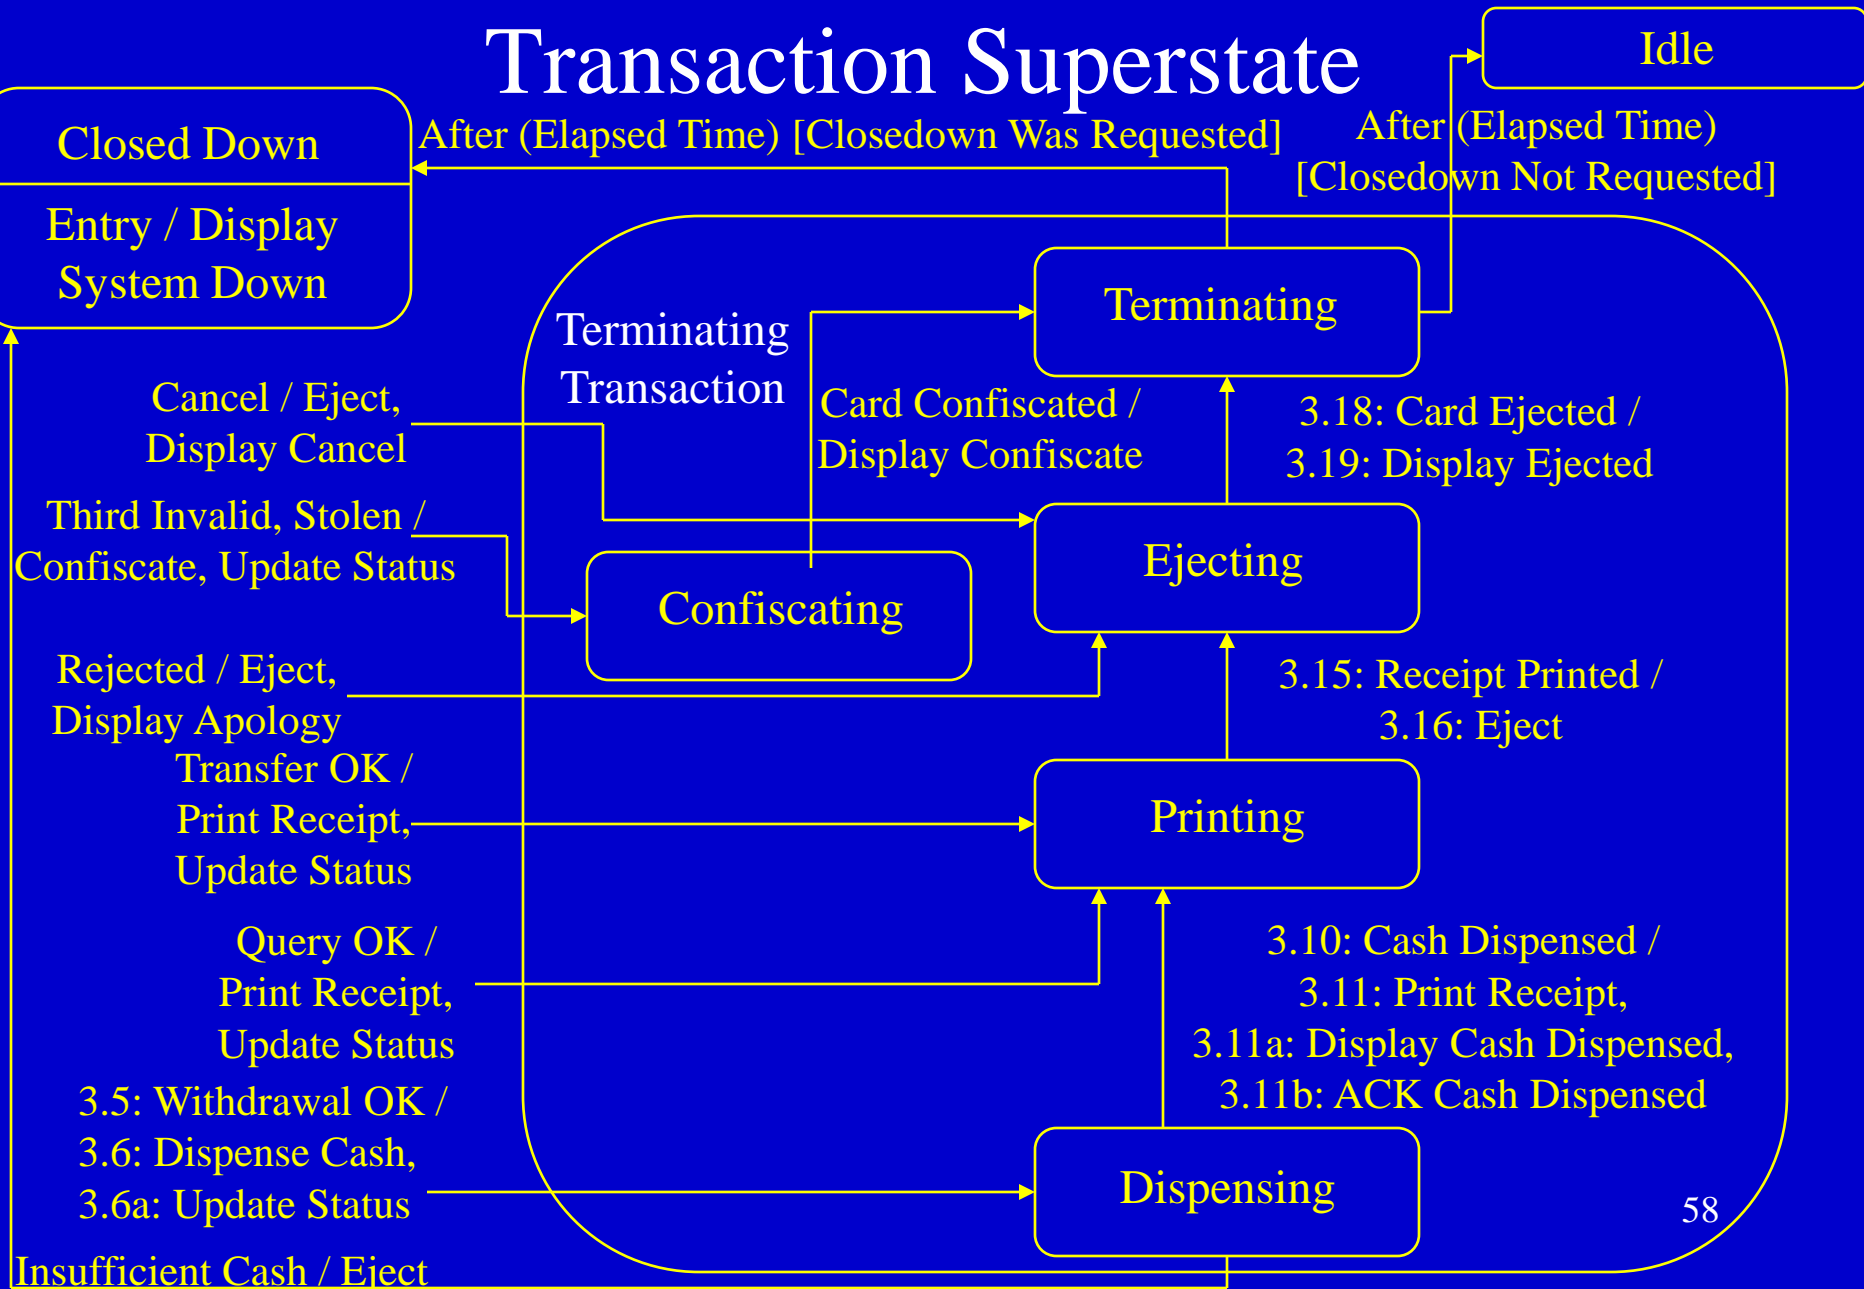 Transaction Superstate
Idle
Closed Down
Entry / Display
System Down
After (Elapsed Time) [Closedown Was Requested]
After (Elapsed Time)
[Closedown Not Requested]
Terminating
Transaction
Terminating
Cancel / Eject,
Display Cancel
Card Confiscated /
Display Confiscate
3.18: Card Ejected /
3.19: Display Ejected
Third Invalid, Stolen /
Confiscate, Update Status
Confiscating
Ejecting
Rejected / Eject,
Display Apology
3.15: Receipt Printed /
3.16: Eject
Transfer OK /
Print Receipt,
Update Status
Printing
Query OK /
Print Receipt,
Update Status
3.10: Cash Dispensed /
3.11: Print Receipt,
3.11a: Display Cash Dispensed,
3.11b: ACK Cash Dispensed
3.5: Withdrawal OK /
3.6: Dispense Cash,
3.6a: Update Status
Dispensing
58
Insufficient Cash / Eject